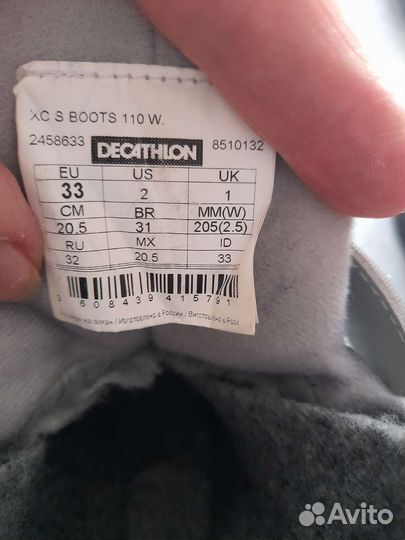 XC S BOOTS 110 W.
2458633 DECATHLON 8510132
EU US UK
33 2 1
CM BR MM(W)
20,5 31 205(2.5)
RU MX ID
32 20.5 33
3 608439 415791
/ Изготовлено в России /
Avito